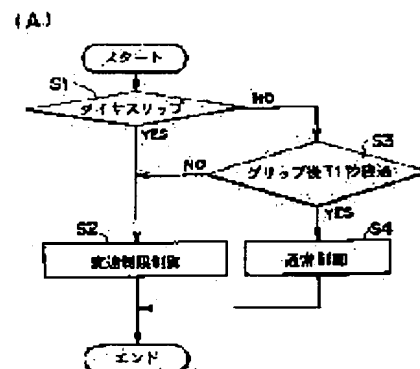 (A)
スタート
S1
タイヤスリップ
NO
YES
S3
グリップ後T1秒経過
NO
YES
S2
変速制限制御
S4
通常制御
エンド